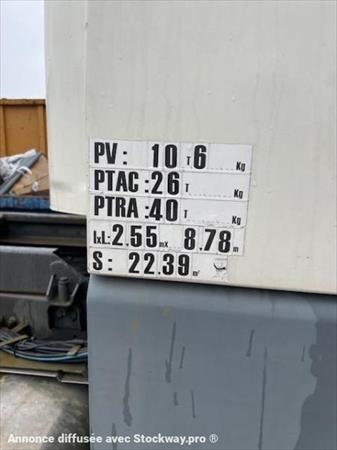 PV: 10 T 6 Kg
PTAC:26 T
PTRA:40 T Kg
lxL:2.55 mX 8.78 m
S: 22.39 m²
Annonce diffusée avec Stockway.pro ®